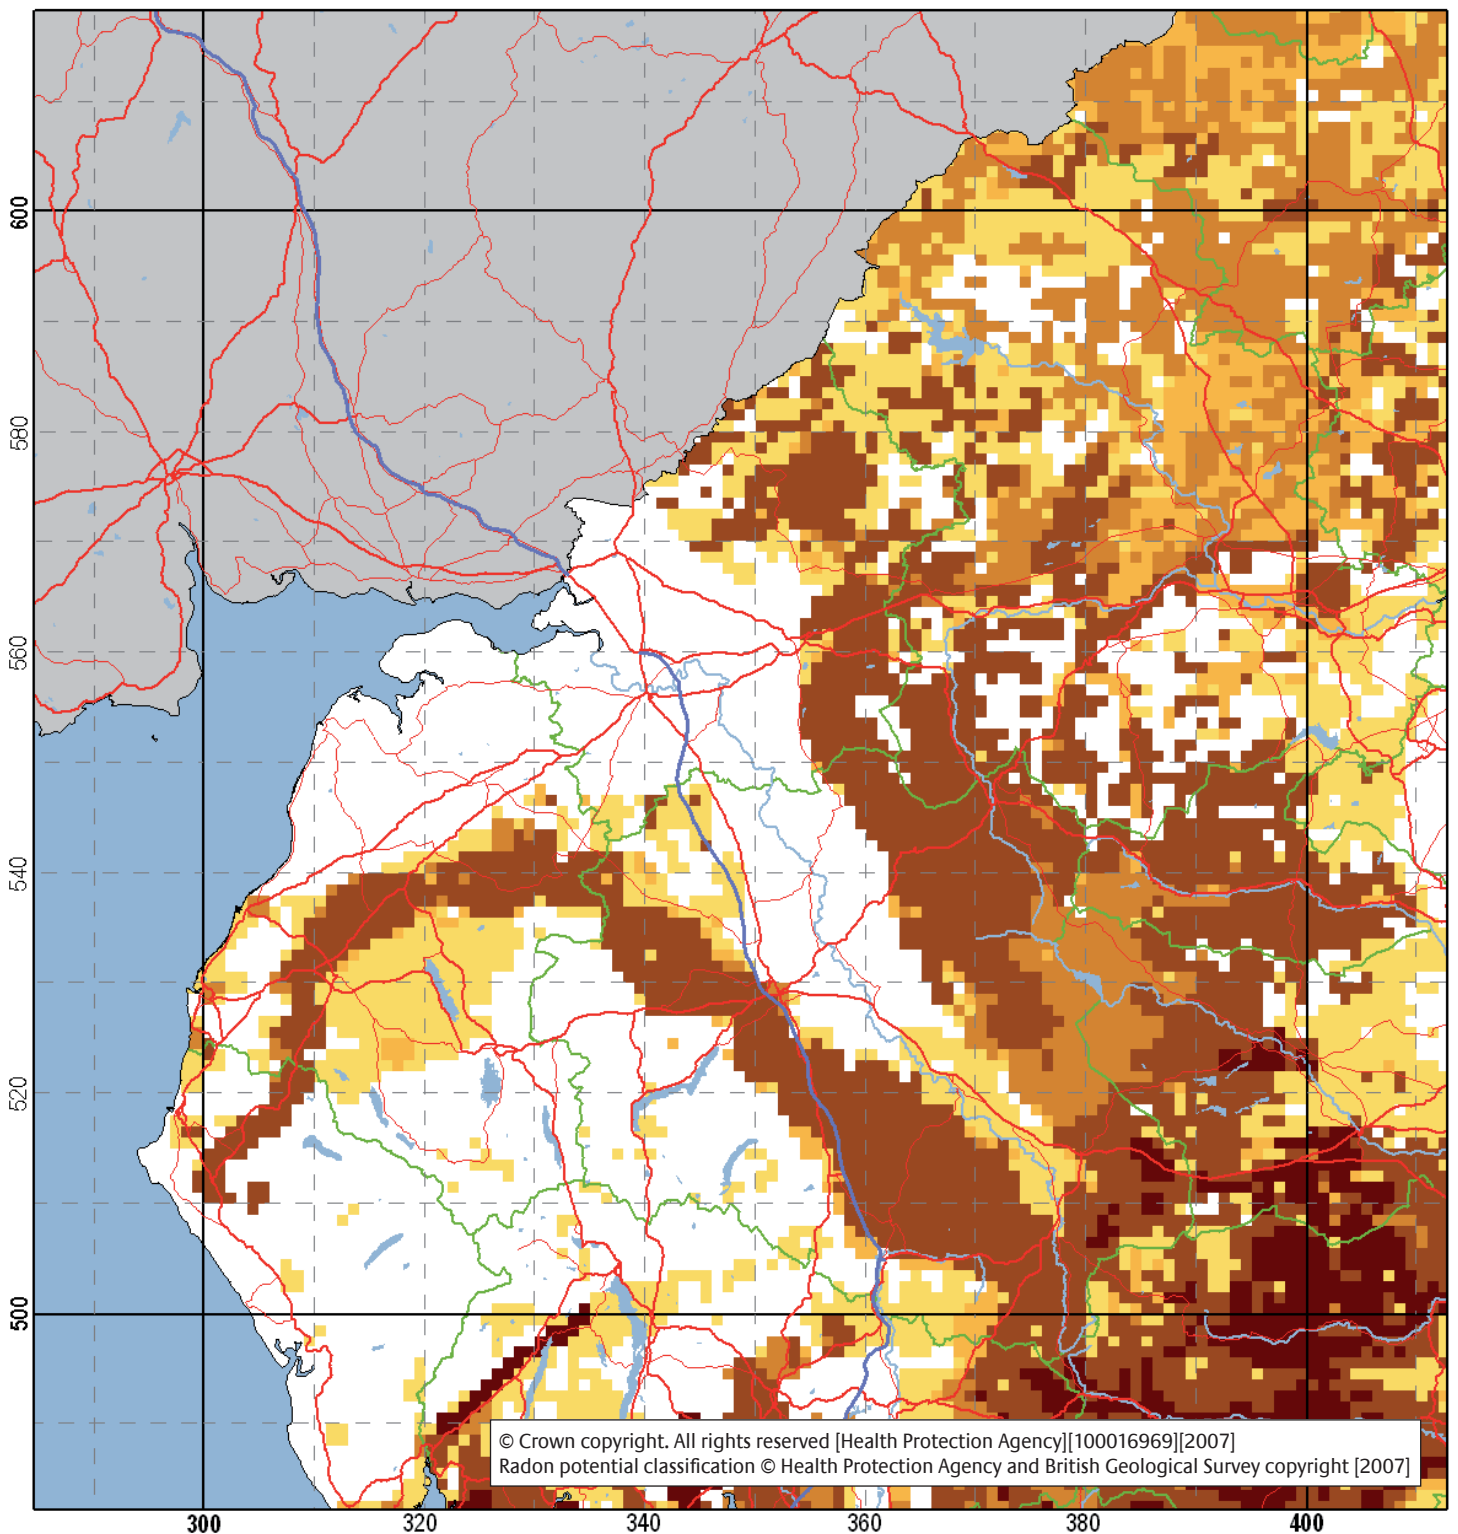 600
580
560
540
520
500
© Crown copyright. All rights reserved [Health Protection Agency][100016969][2007]
Radon potential classification © Health Protection Agency and British Geological Survey copyright [2007]
300 320 340 360 380 400